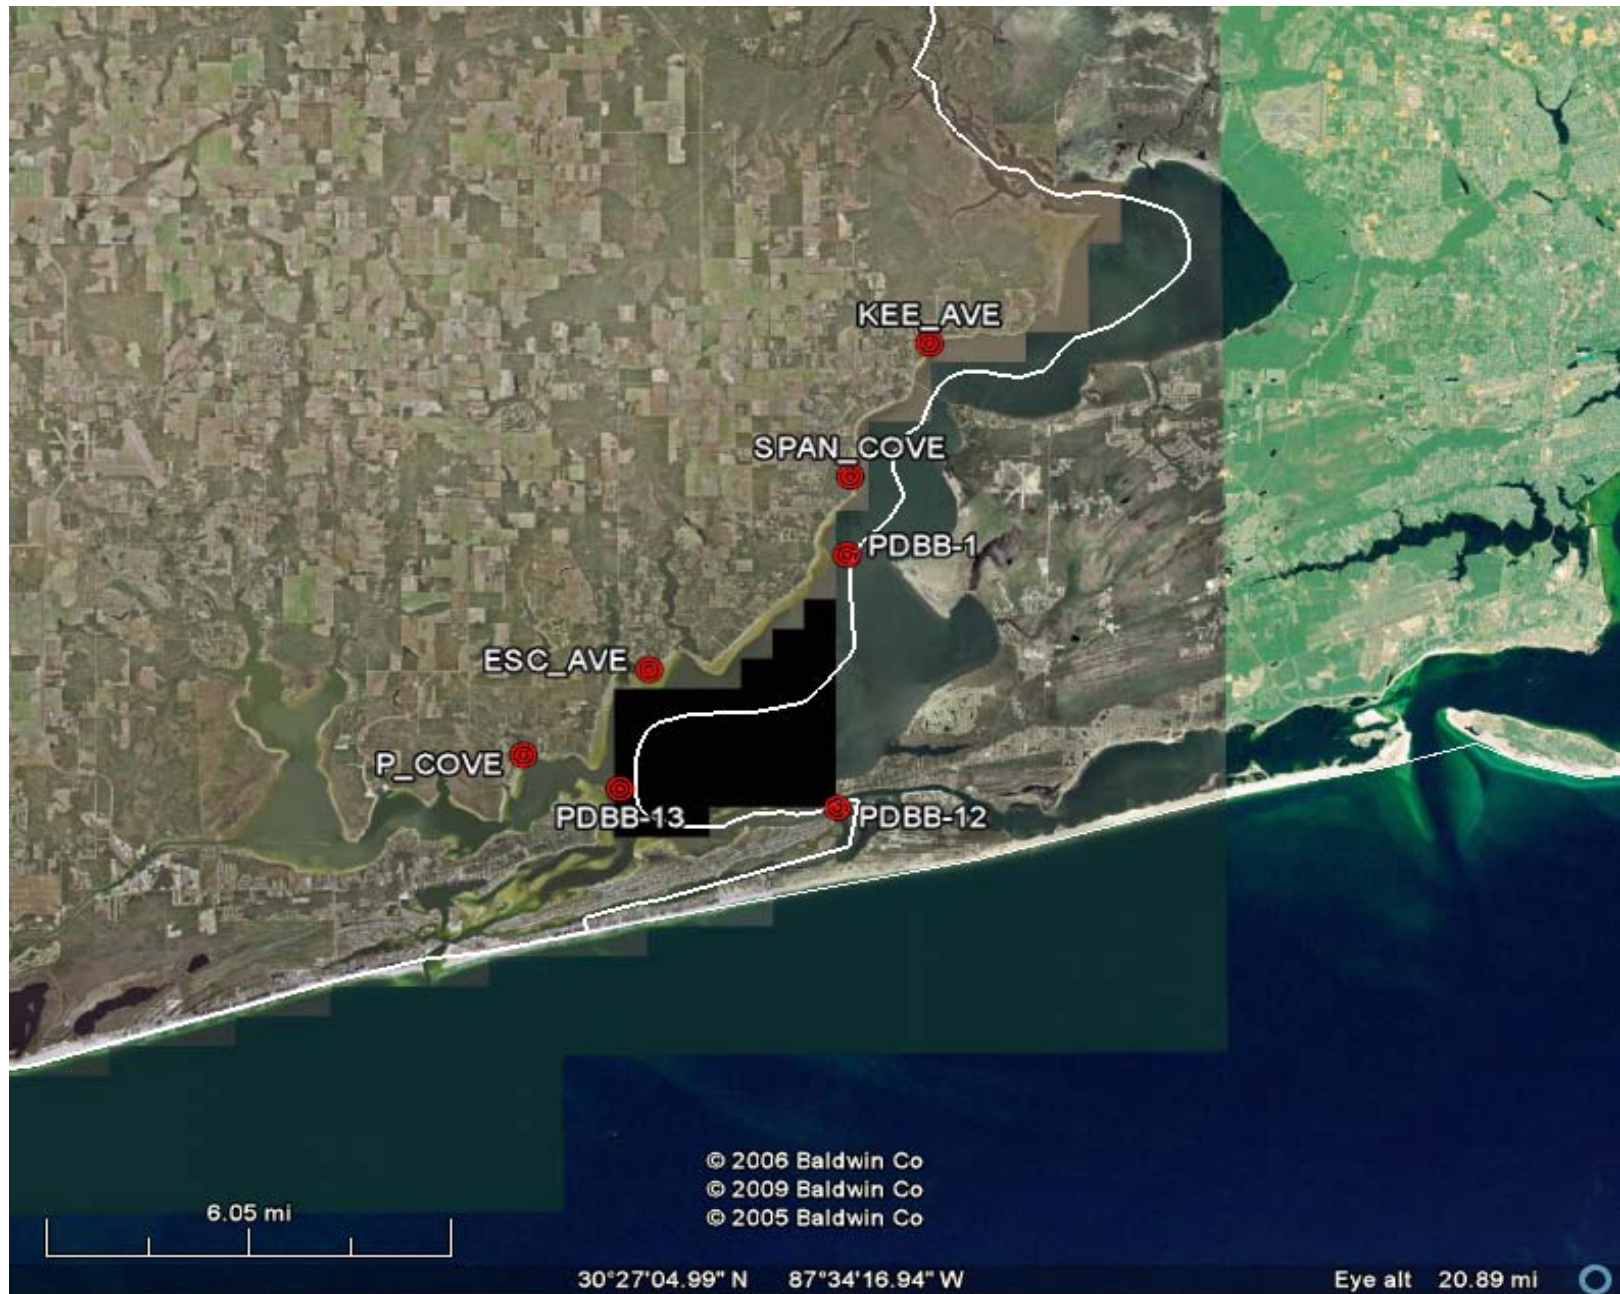 KEE_AVE
SPAN_COVE
PDBB-1
ESC_AVE
P_COVE
PDBB-13
PDBB-12
© 2006 Baldwin Co
© 2009 Baldwin Co
© 2005 Baldwin Co
6.05 mi
30°27'04.99" N 87°34'16.94" W
Eye alt 20.89 mi